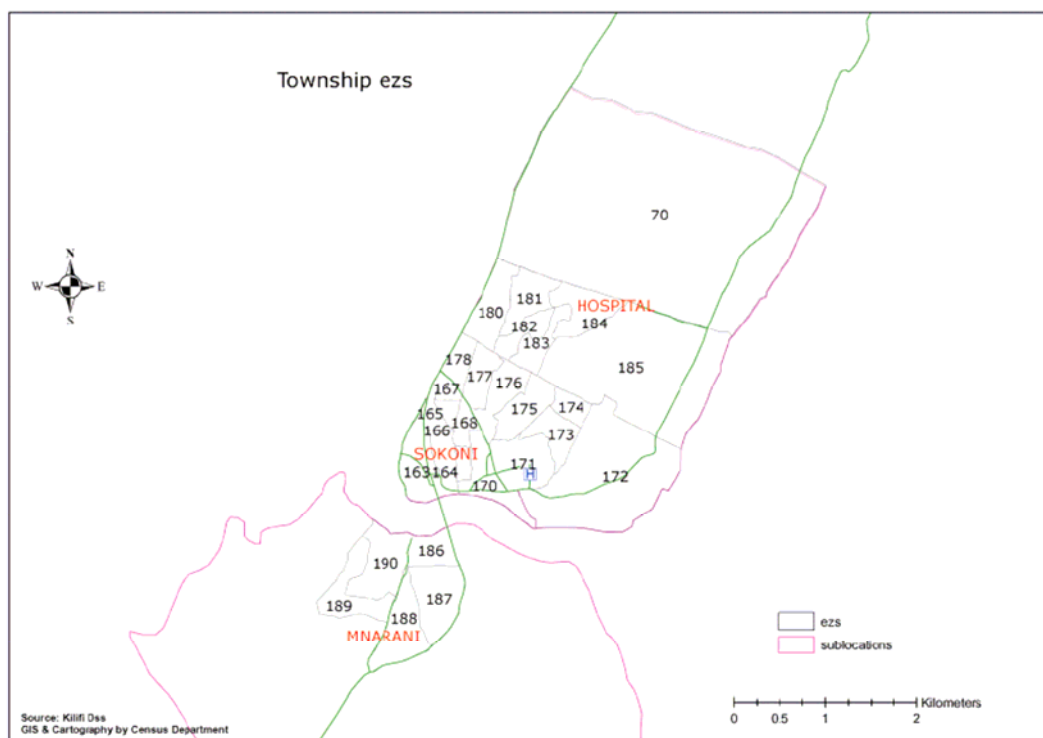 Township ezs
70
N
W E
S
181
HOSPITAL
180
184
182
183
178
185
177
176
167
174
175
165
168
166
173
SOKONI
171
163
164
H
172
170
186
190
187
189
188
MNARANI
ezs
sublocations
Kilometers
0 0.5 1 2
Source: Kilifi Dss
GIS & Cartography by Census Department